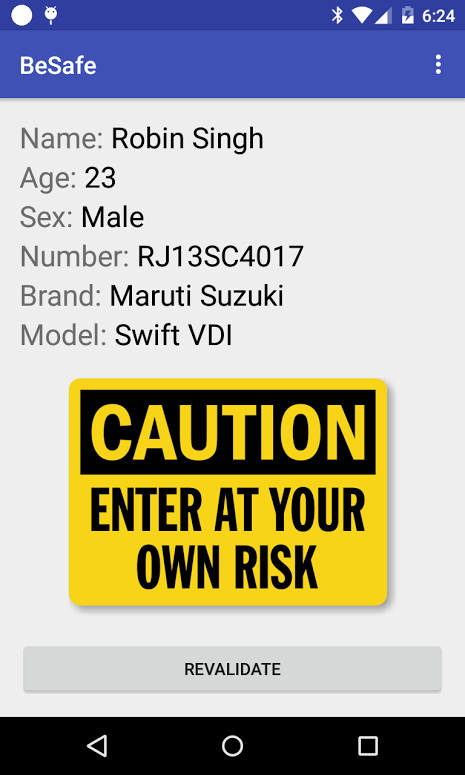 6:24
BeSafe
Name: Robin Singh
Age: 23
Sex: Male
Number: RJ13SC4017
Brand: Maruti Suzuki
Model: Swift VDI
CAUTION
ENTER AT YOUR
OWN RISK
REVALIDATE